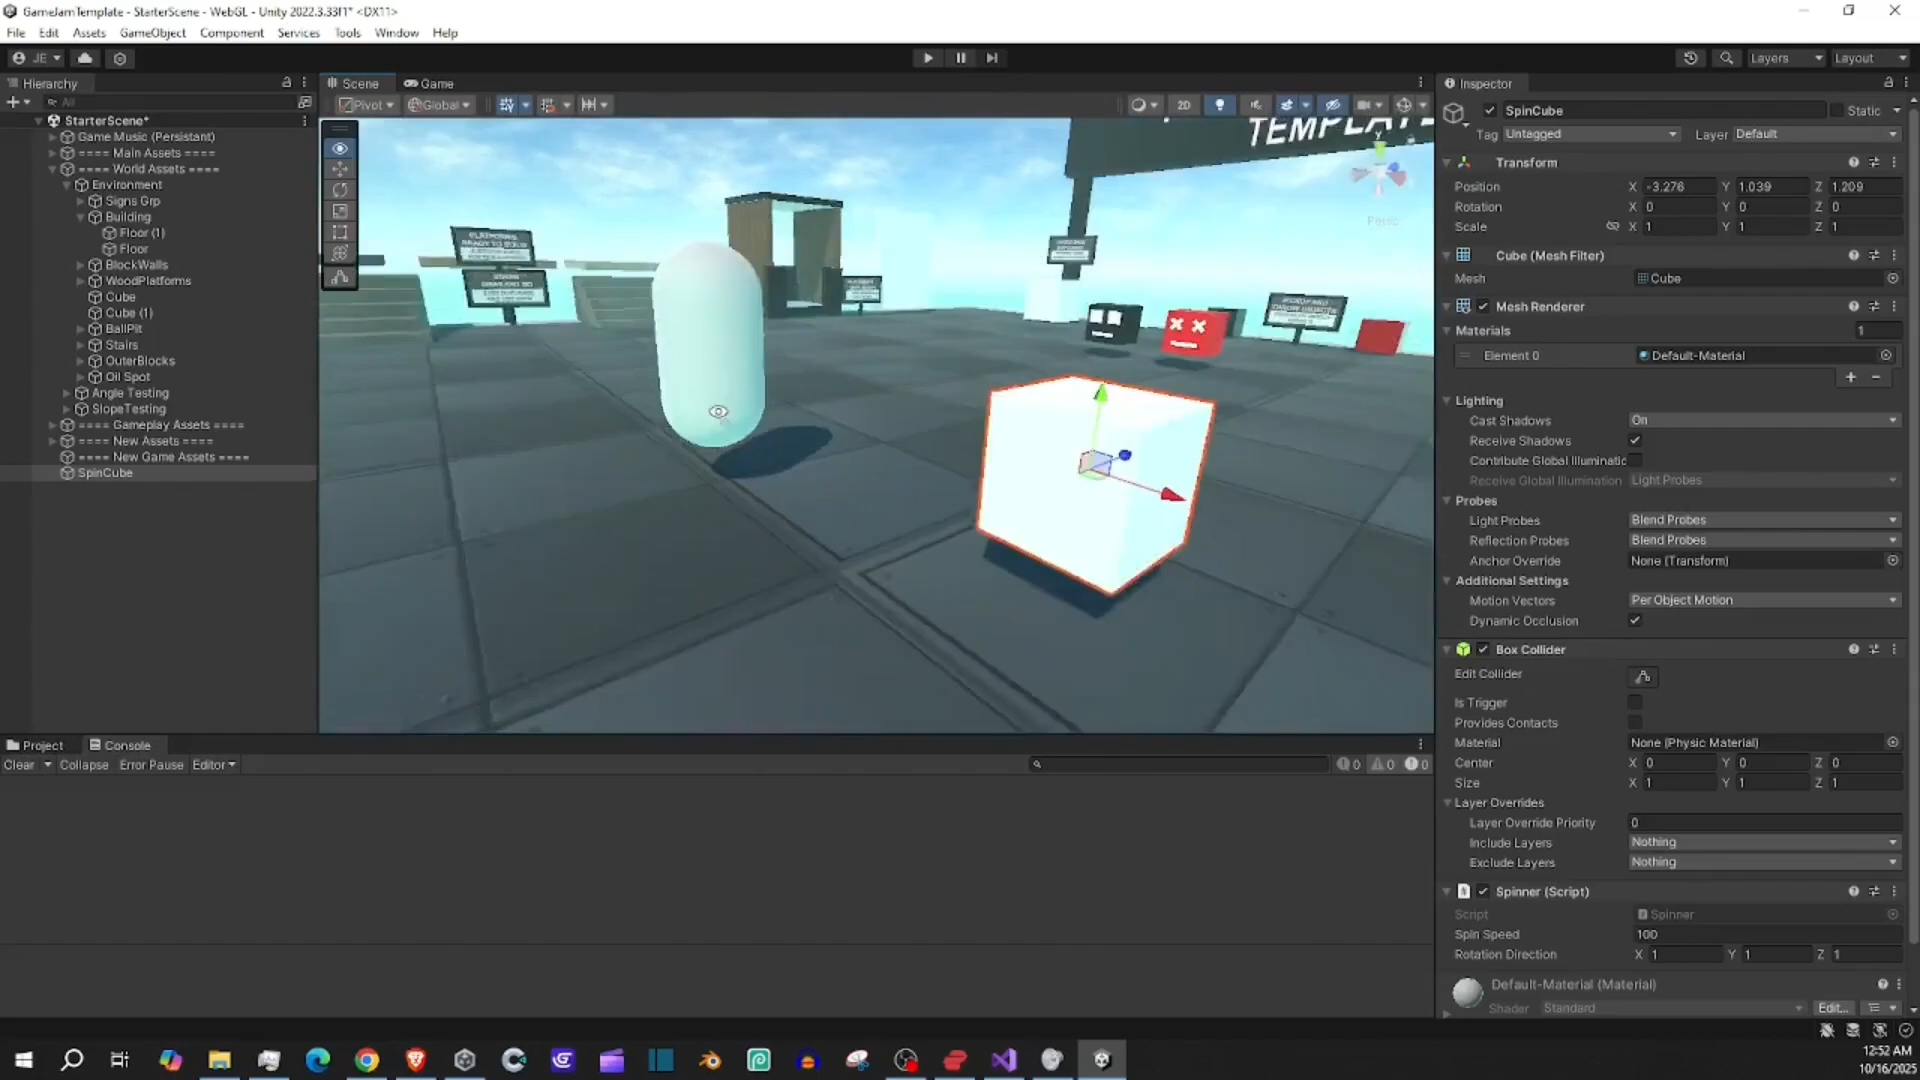 GameJamTemplate - StarterScene - WebGL - Unity 2022.3.33f1* <DX11>
File Edit Assets GameObject Component Services Tools Window Help
JE Layers Layout
Hierarchy
All
StarterScene*
Game Music (Persistant)
==== Main Assets ====
==== World Assets ====
Environment
Signs Grp
Building
Floor (1)
Floor
BlockWalls
WoodPlatforms
Cube
Cube (1)
BallPit
Stairs
OuterBlocks
Oil Spot
Angle Testing
SlopeTesting
==== Gameplay Assets ====
==== New Assets ====
==== New Game Assets ====
SpinCube
Scene Game
Pivot Global 2D
TEMPLATE
Persp
PLATFORMS
READY TO BUILD
Inspector
SpinCube Static
Tag Untagged Layer Default
Transform
Position X -3.276 Y 1.039 Z 1.209
Rotation X 0 Y 0 Z 0
Scale X 1 Y 1 Z 1
Cube (Mesh Filter)
Mesh Cube
Mesh Renderer
Materials 1
Element 0 Default-Material
Lighting
Cast Shadows On
Receive Shadows
Contribute Global Illuminatic
Receive Global Illumination Light Probes
Probes
Light Probes Blend Probes
Reflection Probes Blend Probes
Anchor Override None (Transform)
Additional Settings
Motion Vectors Per Object Motion
Dynamic Occlusion
Box Collider
Edit Collider
Is Trigger
Provides Contacts
Material None (Physic Material)
Center X 0 Y 0 Z 0
Size X 1 Y 1 Z 1
Layer Overrides
Layer Override Priority 0
Include Layers Nothing
Exclude Layers Nothing
Spinner (Script)
Script Spinner
Spin Speed 100
Rotation Direction X 1 Y 1 Z 1
Default-Material (Material)
Shader Standard Edit...
Project Console
Clear Collapse Error Pause Editor 0 0 0
12:52 AM
10/16/2025